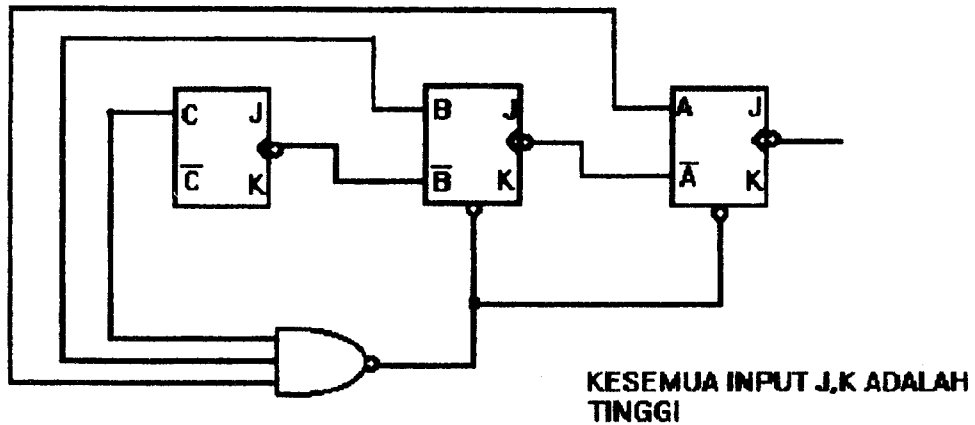 C J
C̅ K
B J
B̅ K
A J
A̅ K
KESEMUA INPUT J,K ADALAH
TINGGI